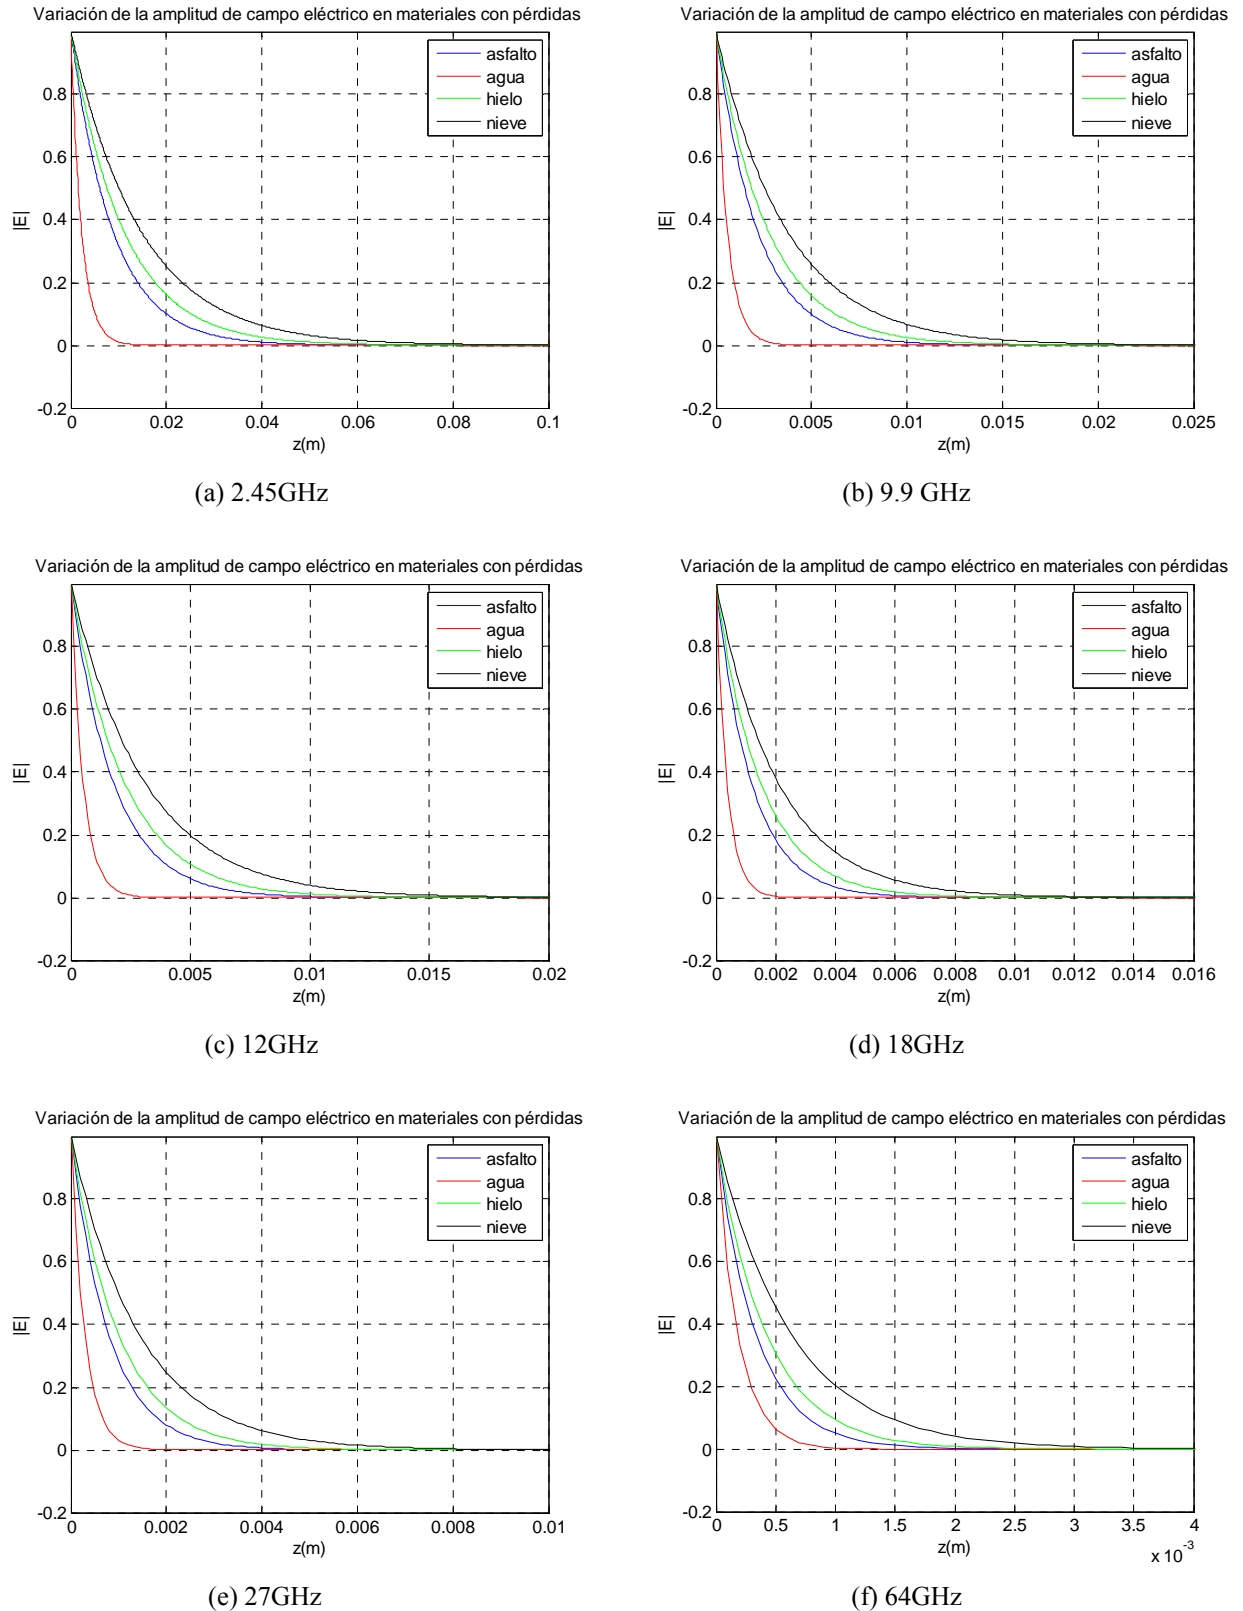 Variación de la amplitud de campo eléctrico en materiales con pérdidas
asfalto
agua
hielo
nieve
0.8
0.6
0.4
0.2
0
-0.2
|E|
0 0.02 0.04 0.06 0.08 0.1
z(m)
(a) 2.45GHz
Variación de la amplitud de campo eléctrico en materiales con pérdidas
asfalto
agua
hielo
nieve
0.8
0.6
0.4
0.2
0
-0.2
|E|
0 0.005 0.01 0.015 0.02 0.025
z(m)
(b) 9.9 GHz
Variación de la amplitud de campo eléctrico en materiales con pérdidas
asfalto
agua
hielo
nieve
0.8
0.6
0.4
0.2
0
-0.2
|E|
0 0.005 0.01 0.015 0.02
z(m)
(c) 12GHz
Variación de la amplitud de campo eléctrico en materiales con pérdidas
asfalto
agua
hielo
nieve
0.8
0.6
0.4
0.2
0
-0.2
|E|
0 0.002 0.004 0.006 0.008 0.01 0.012 0.014 0.016
z(m)
(d) 18GHz
Variación de la amplitud de campo eléctrico en materiales con pérdidas
asfalto
agua
hielo
nieve
0.8
0.6
0.4
0.2
0
-0.2
|E|
0 0.002 0.004 0.006 0.008 0.01
z(m)
(e) 27GHz
Variación de la amplitud de campo eléctrico en materiales con pérdidas
asfalto
agua
hielo
nieve
0.8
0.6
0.4
0.2
0
-0.2
|E|
0 0.5 1 1.5 2 2.5 3 3.5 4
z(m)
x 10^-3
(f) 64GHz